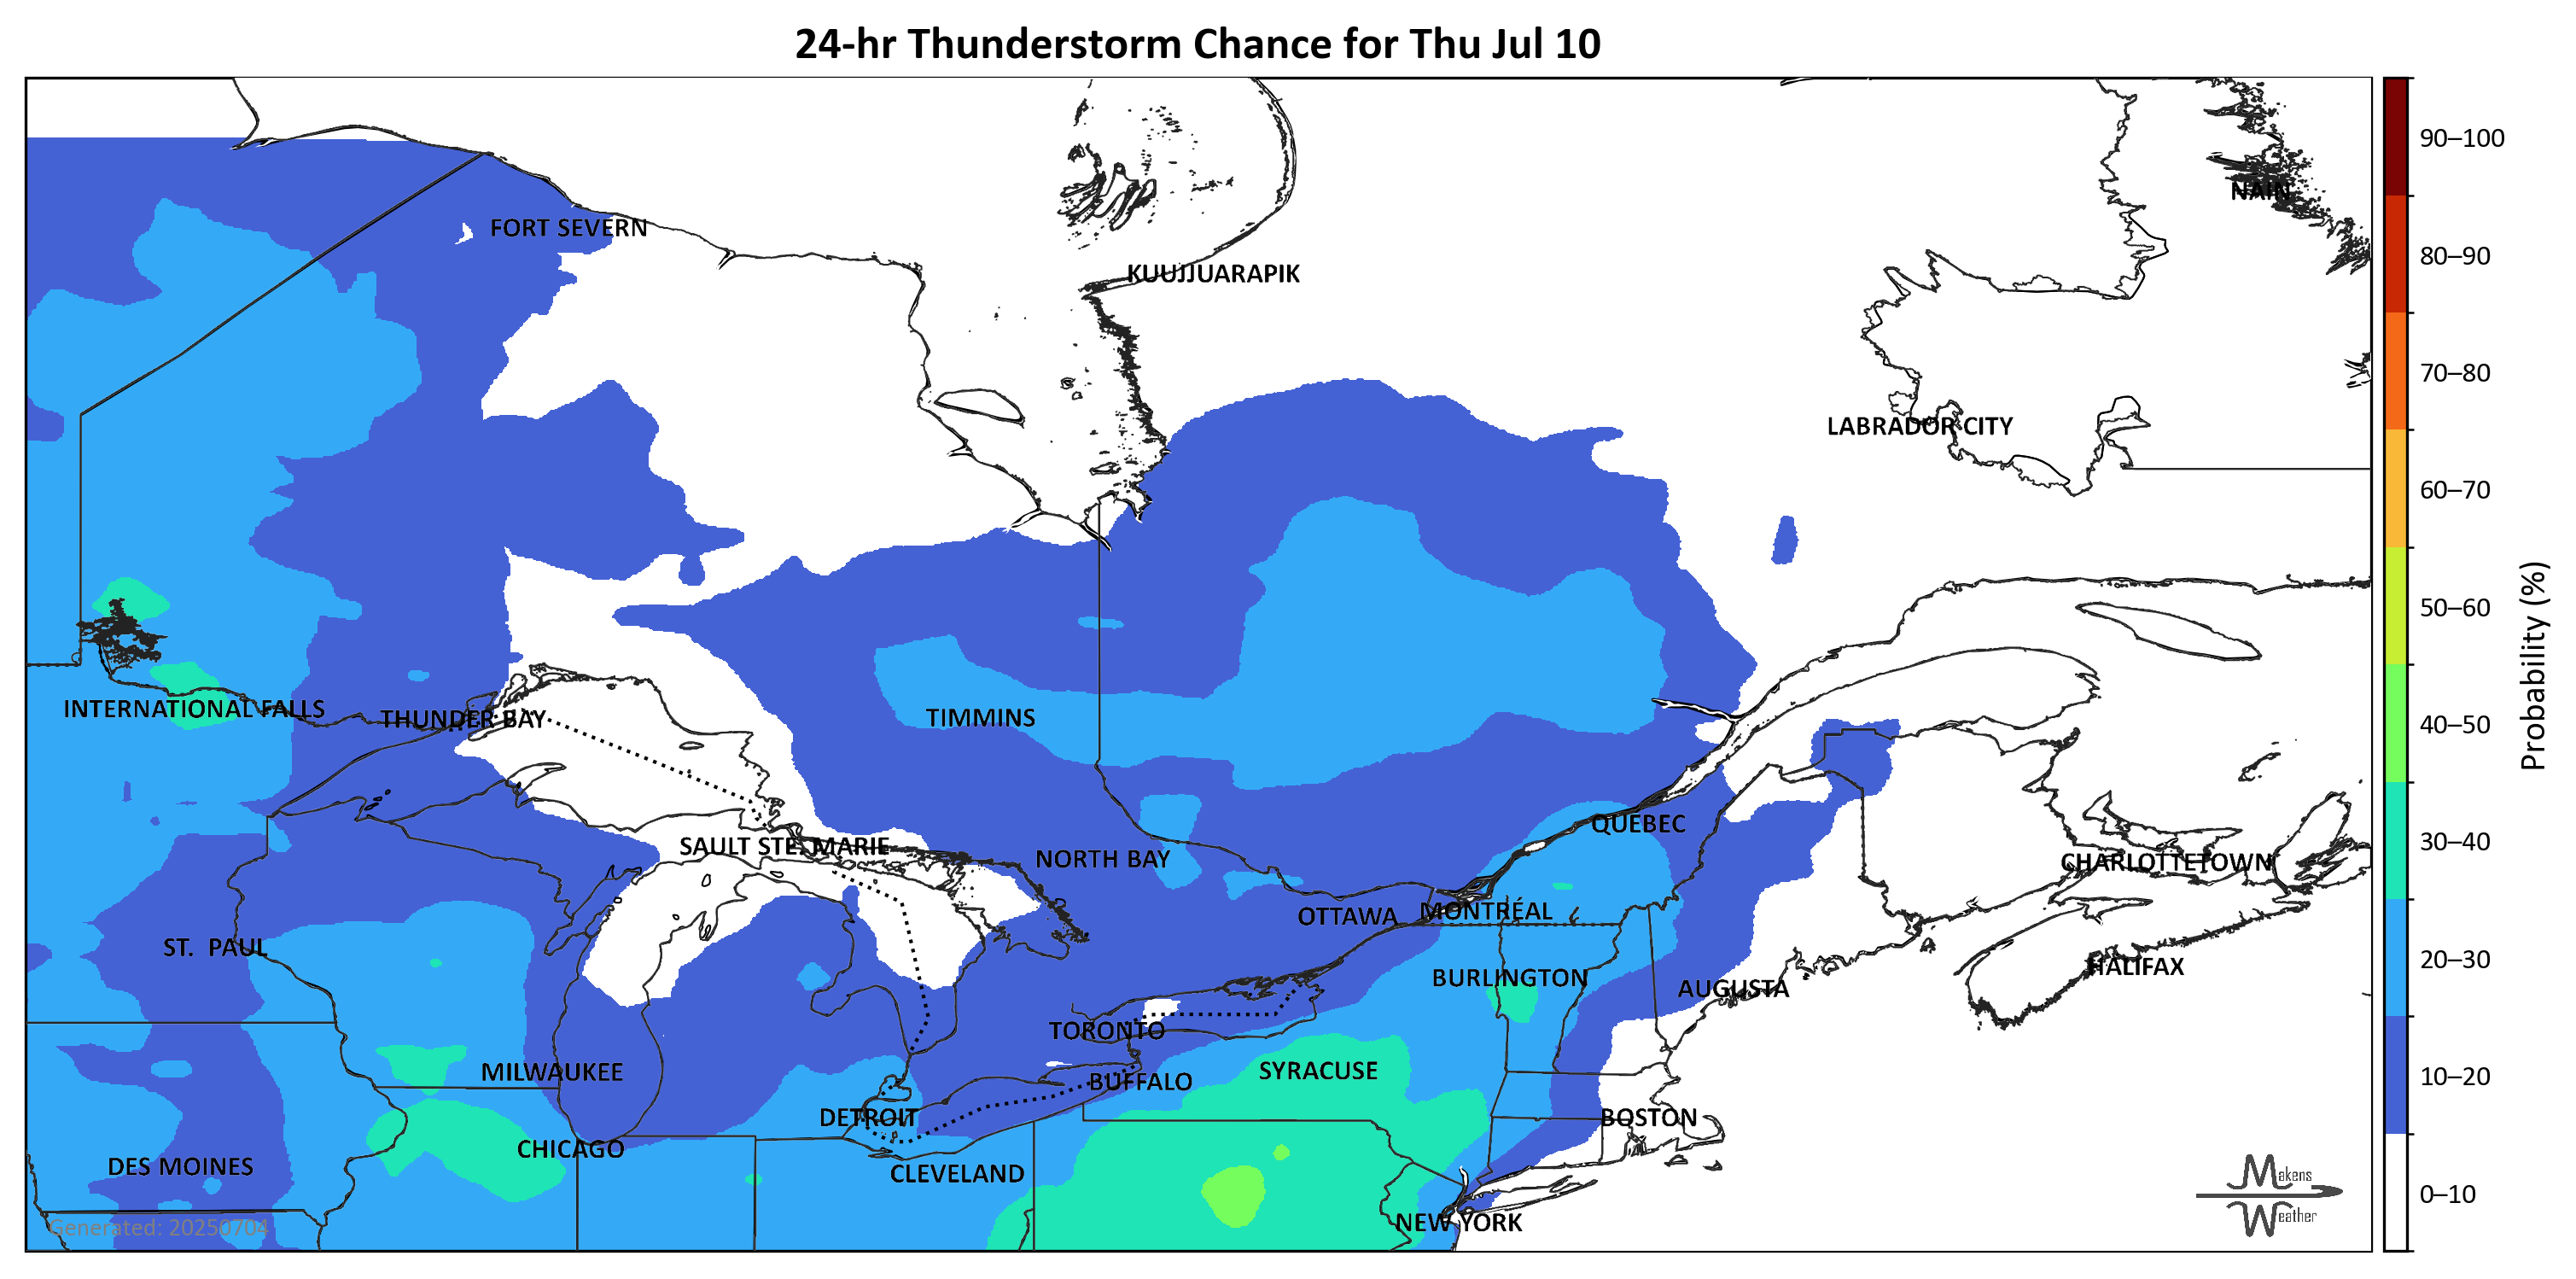 24-hr Thunderstorm Chance for Thu Jul 10
NAIN
FORT SEVERN
KUUJJUARAPIK
LABRADOR CITY
INTERNATIONAL FALLS
THUNDER BAY
TIMMINS
SAULT STE. MARIE
NORTH BAY
QUEBEC
CHARLOTTETOWN
OTTAWA
MONTRÉAL
ST. PAUL
BURLINGTON
AUGUSTA
HALIFAX
TORONTO
MILWAUKEE
BUFFALO
SYRACUSE
DETROIT
BOSTON
CHICAGO
DES MOINES
CLEVELAND
NEW YORK
Generated: 20250704
Makens
Weather
90–100
80–90
70–80
60–70
50–60
40–50
30–40
20–30
10–20
0–10
Probability (%)